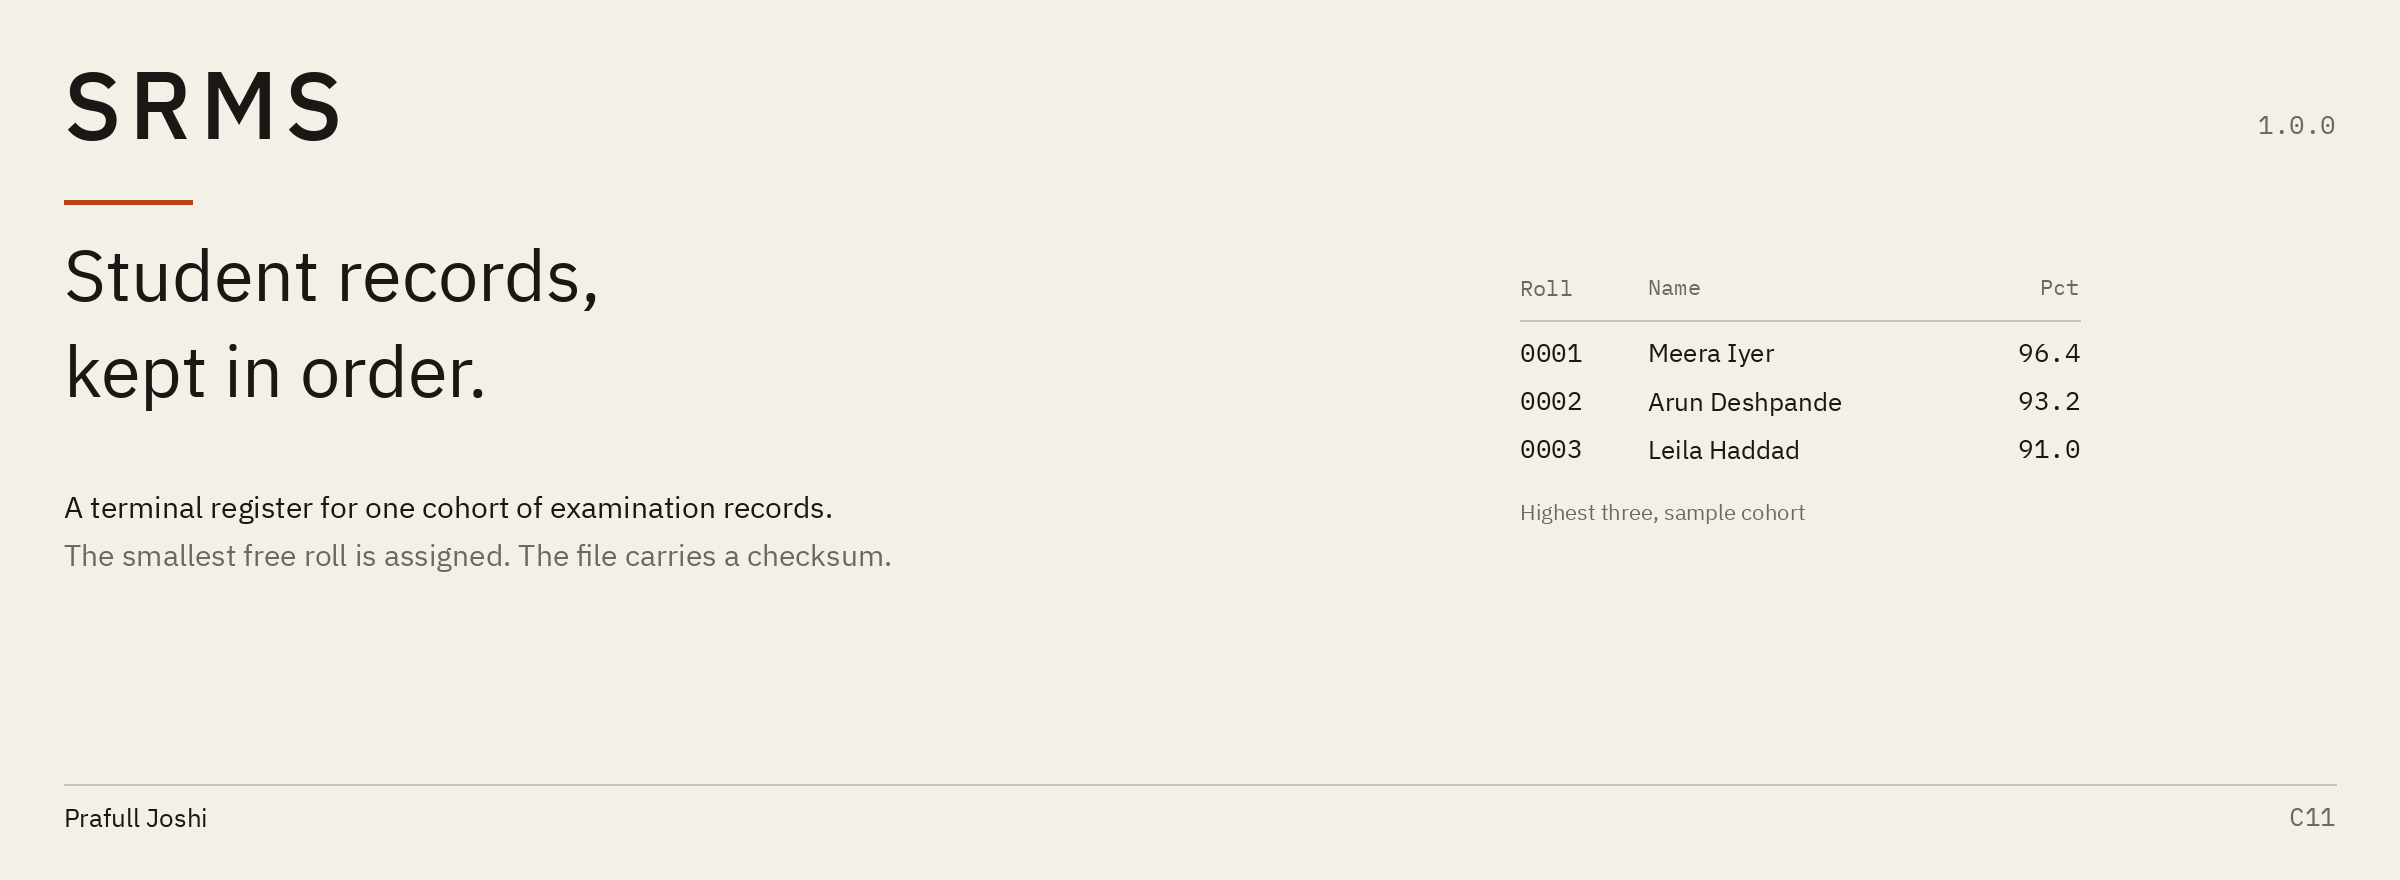 SRMS
1.0.0
Student records,
kept in order.
A terminal register for one cohort of examination records.
The smallest free roll is assigned. The file carries a checksum.
Roll Name Pct
0001 Meera Iyer 96.4
0002 Arun Deshpande 93.2
0003 Leila Haddad 91.0
Highest three, sample cohort
Prafull Joshi
C11